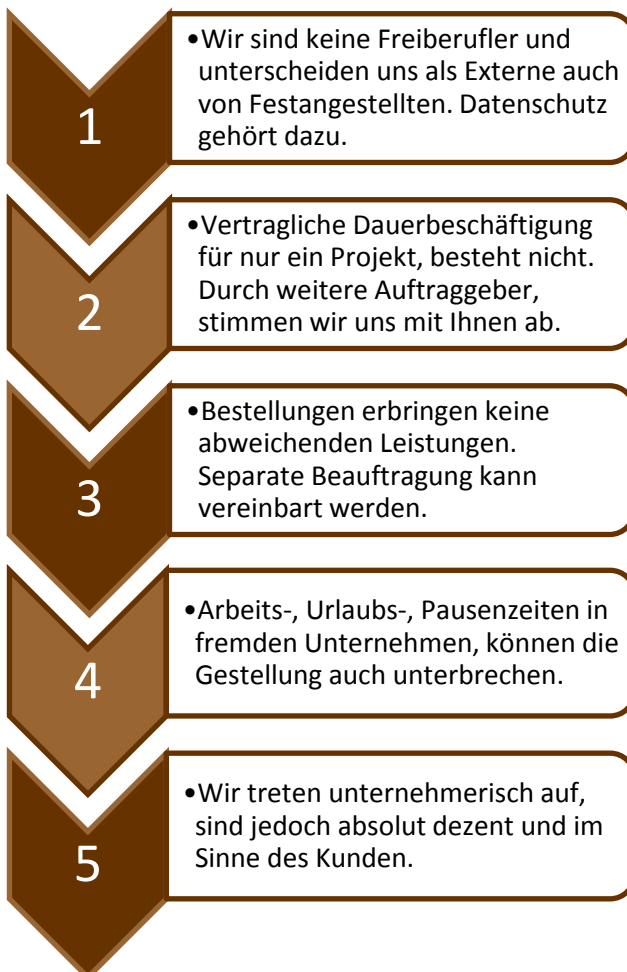 1
•Wir sind keine Freiberufler und
unterscheiden uns als Externe auch
von Festangestellten. Datenschutz
gehört dazu.
2
•Vertragliche Dauerbeschäftigung
für nur ein Projekt, besteht nicht.
Durch weitere Auftraggeber,
stimmen wir uns mit Ihnen ab.
3
•Bestellungen erbringen keine
abweichenden Leistungen.
Separate Beauftragung kann
vereinbart werden.
4
•Arbeits-, Urlaubs-, Pausenzeiten in
fremden Unternehmen, können die
Gestellung auch unterbrechen.
5
•Wir treten unternehmerisch auf,
sind jedoch absolut dezent und im
Sinne des Kunden.